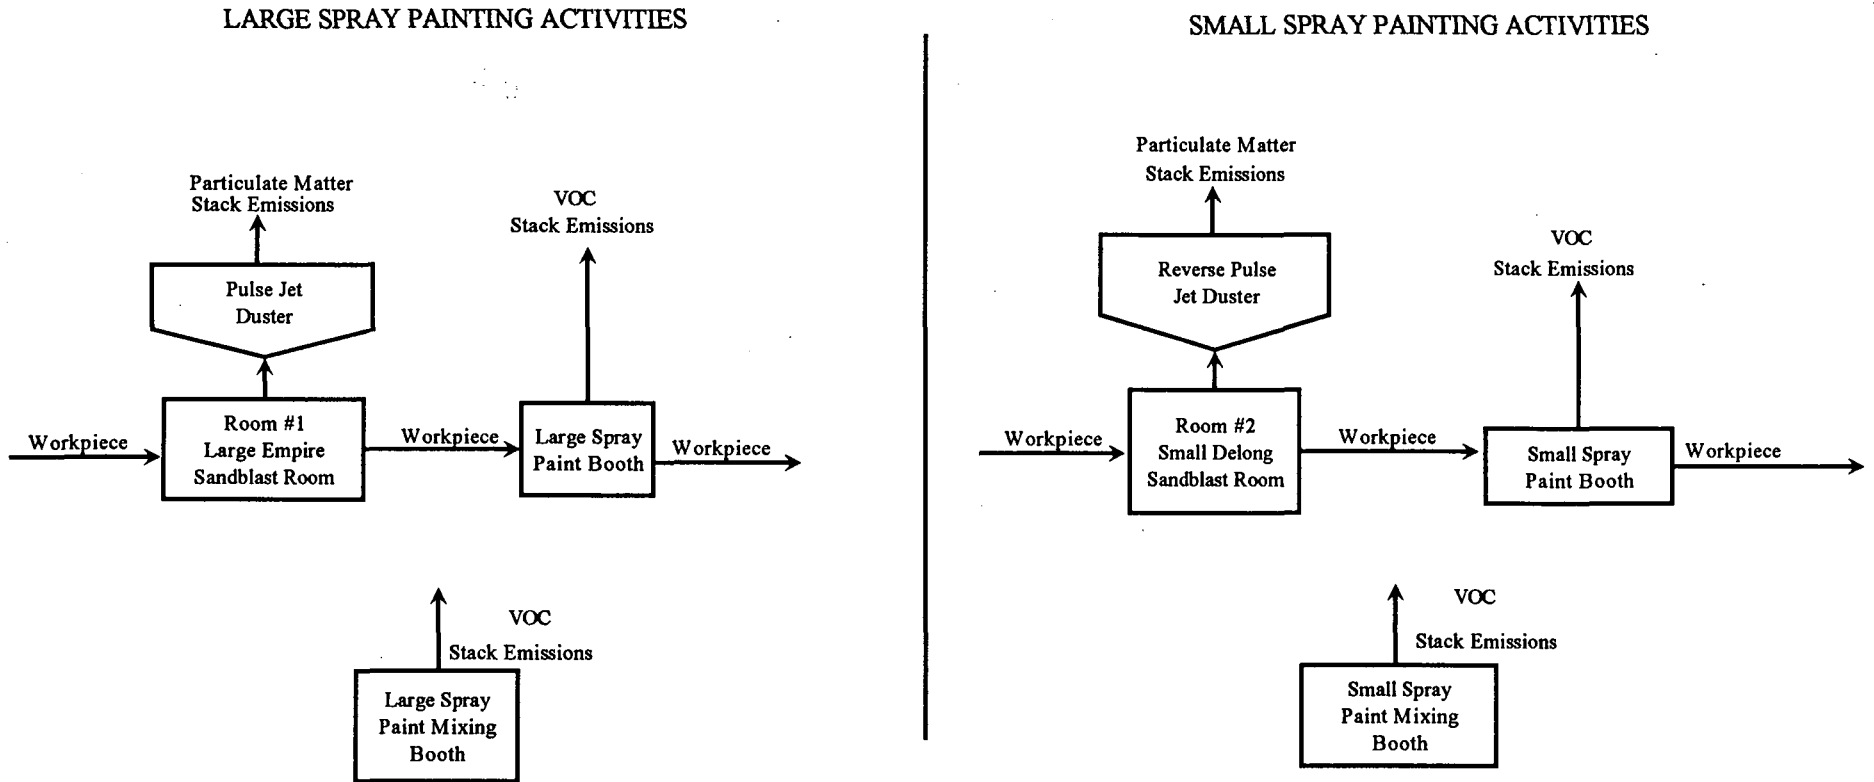 LARGE SPRAY PAINTING ACTIVITIES
Particulate Matter
Stack Emissions
VOC
Stack Emissions
Pulse Jet
Duster
Workpiece
Room #1
Large Empire
Sandblast Room
Workpiece
Large Spray
Paint Booth
Workpiece
VOC
Stack Emissions
Large Spray
Paint Mixing
Booth
SMALL SPRAY PAINTING ACTIVITIES
Particulate Matter
Stack Emissions
VOC
Stack Emissions
Reverse Pulse
Jet Duster
Workpiece
Room #2
Small Delong
Sandblast Room
Workpiece
Small Spray
Paint Booth
Workpiece
VOC
Stack Emissions
Small Spray
Paint Mixing
Booth